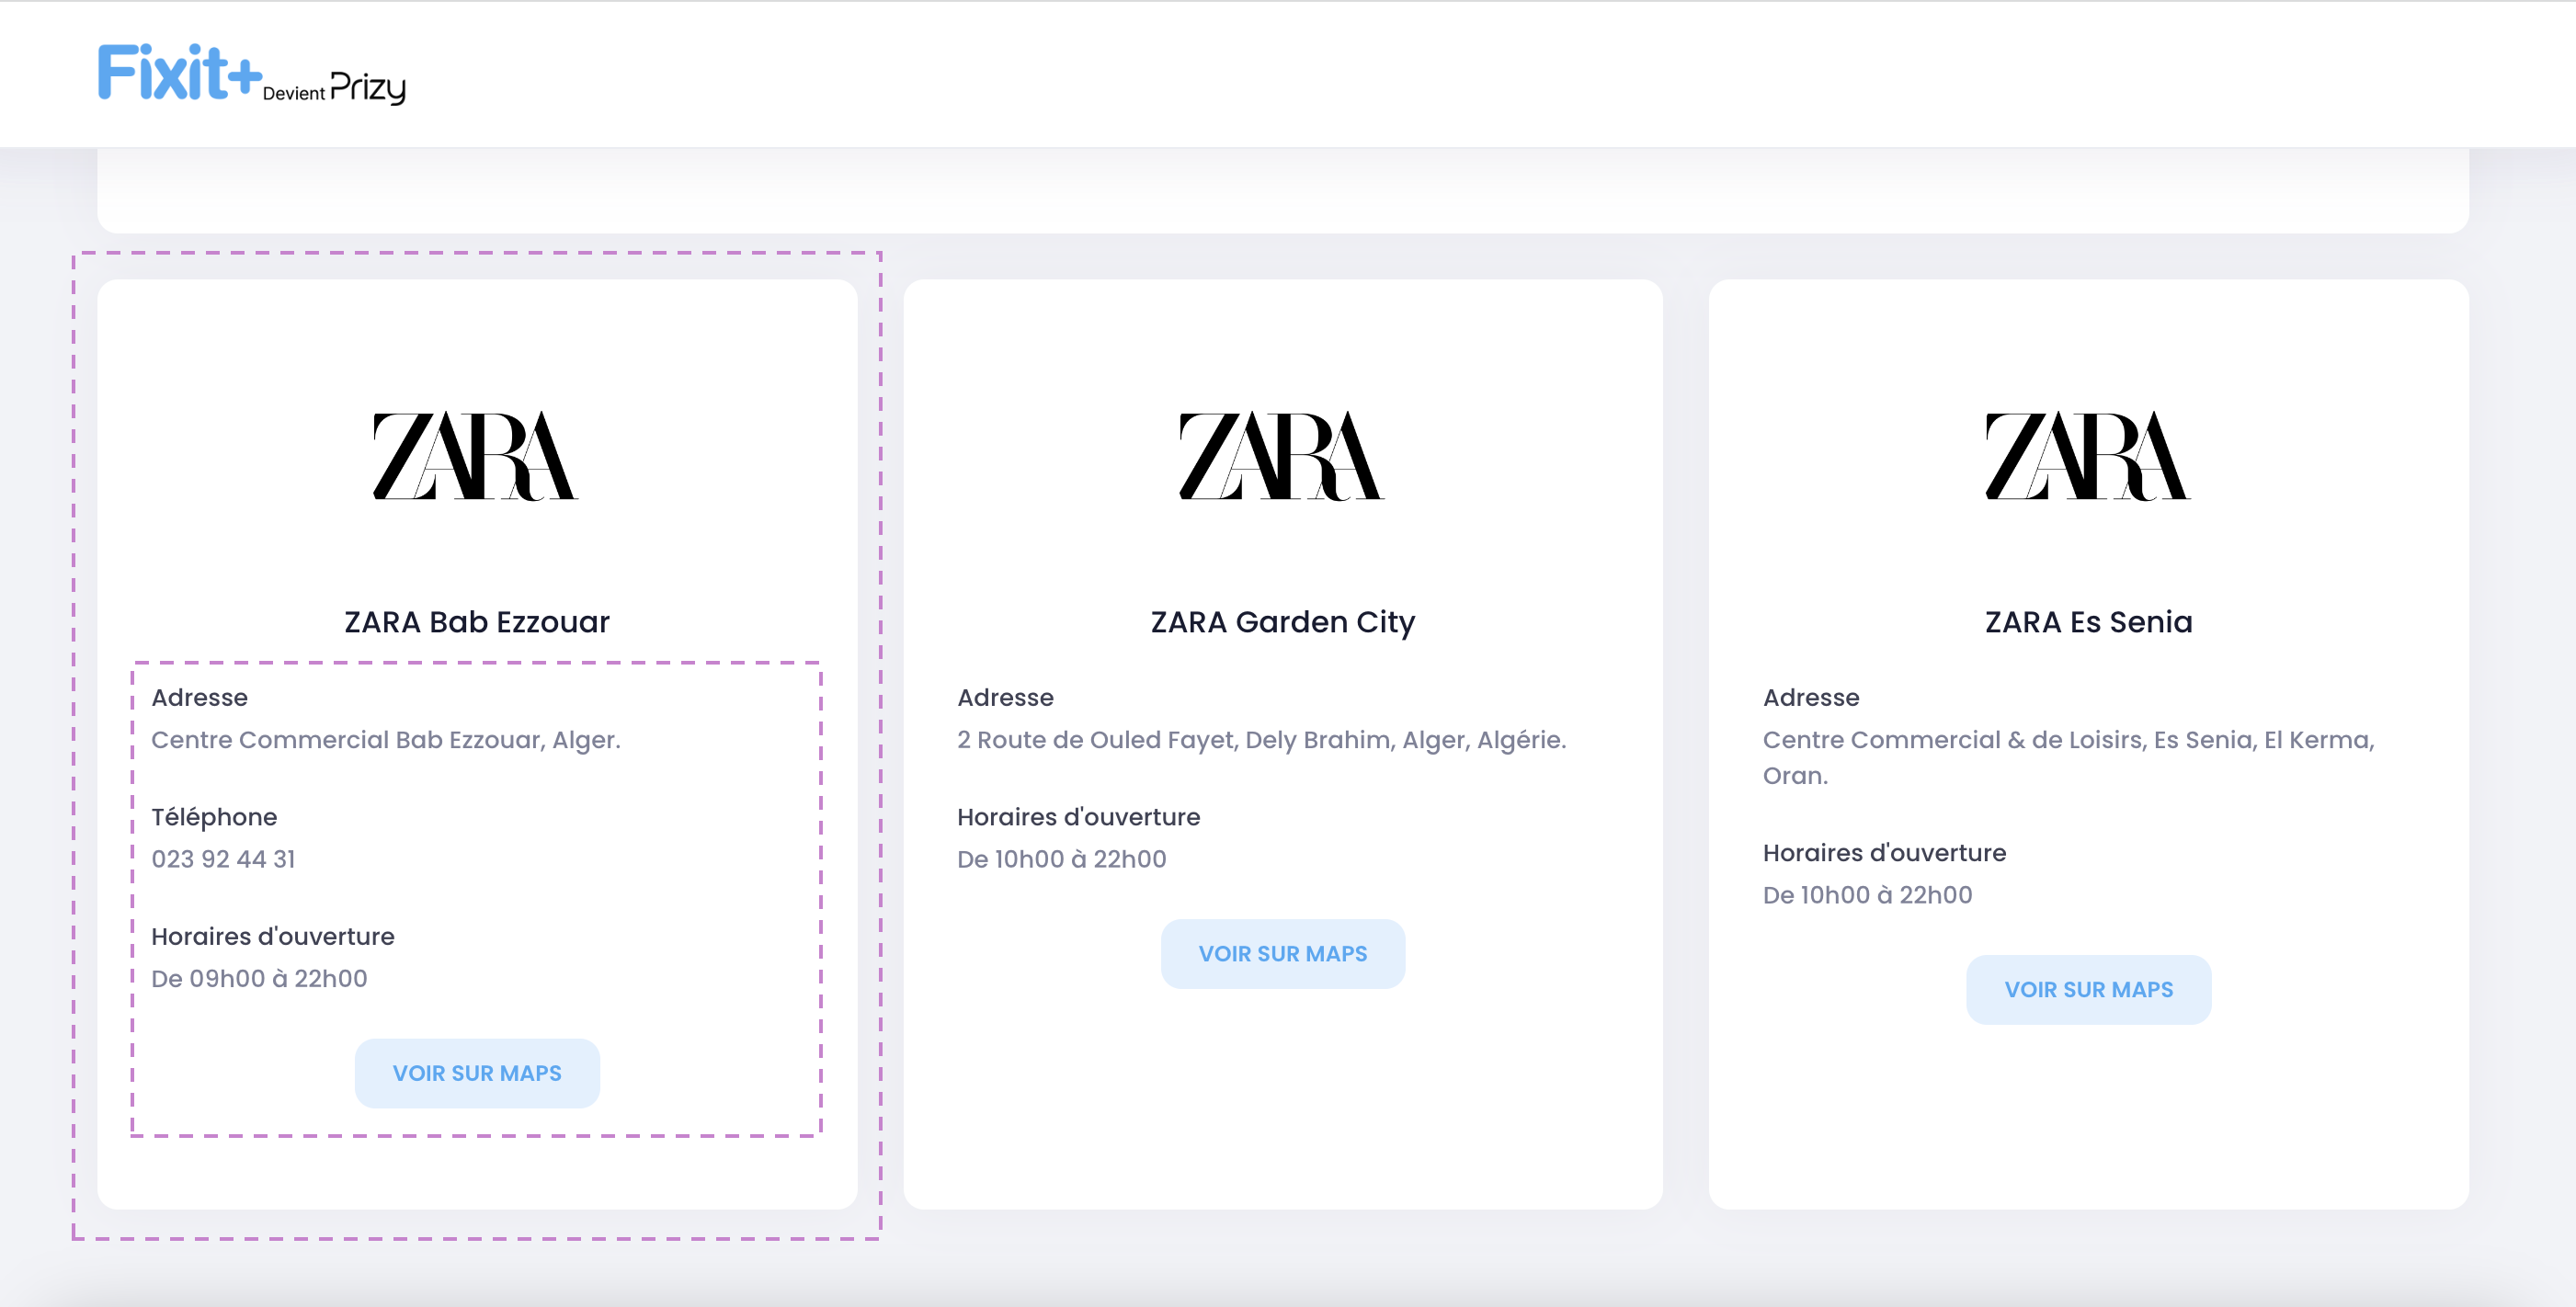 Fixit+ Devient Prizy
ZARA
ZARA Bab Ezzouar
Adresse
Centre Commercial Bab Ezzouar, Alger.
Téléphone
023 92 44 31
Horaires d'ouverture
De 09h00 à 22h00
VOIR SUR MAPS
ZARA
ZARA Garden City
Adresse
2 Route de Ouled Fayet, Dely Brahim, Alger, Algérie.
Horaires d'ouverture
De 10h00 à 22h00
VOIR SUR MAPS
ZARA
ZARA Es Senia
Adresse
Centre Commercial & de Loisirs, Es Senia, El Kerma,
Oran.
Horaires d'ouverture
De 10h00 à 22h00
VOIR SUR MAPS